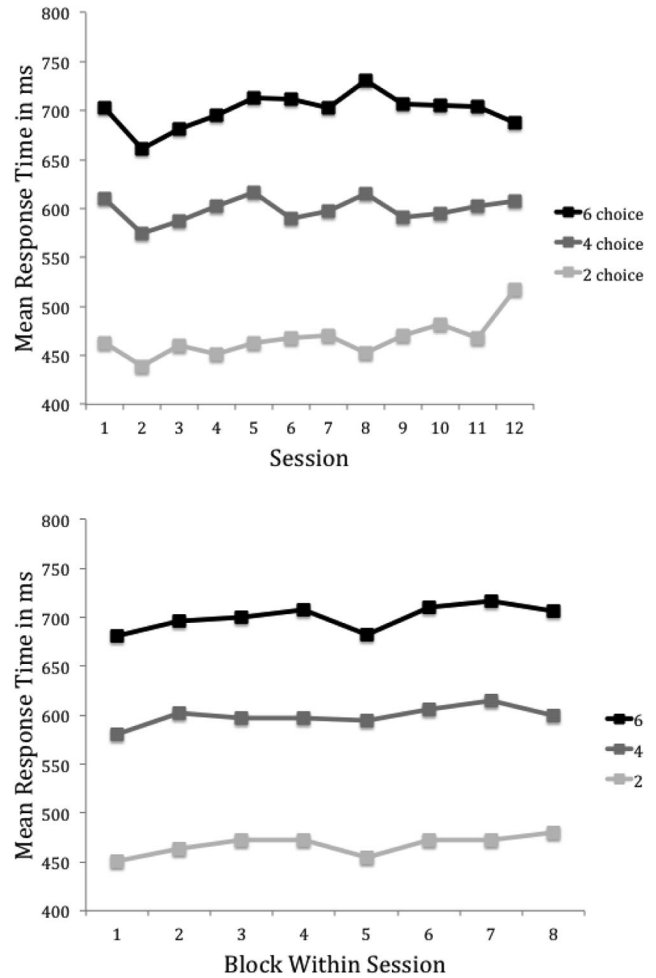 800
750
700
650
600
550
500
450
400
Mean Response Time in ms
1 2 3 4 5 6 7 8 9 10 11 12
Session
6 choice
4 choice
2 choice
800
750
700
650
600
550
500
450
400
Mean Response Time in ms
1 2 3 4 5 6 7 8
Block Within Session
6
4
2